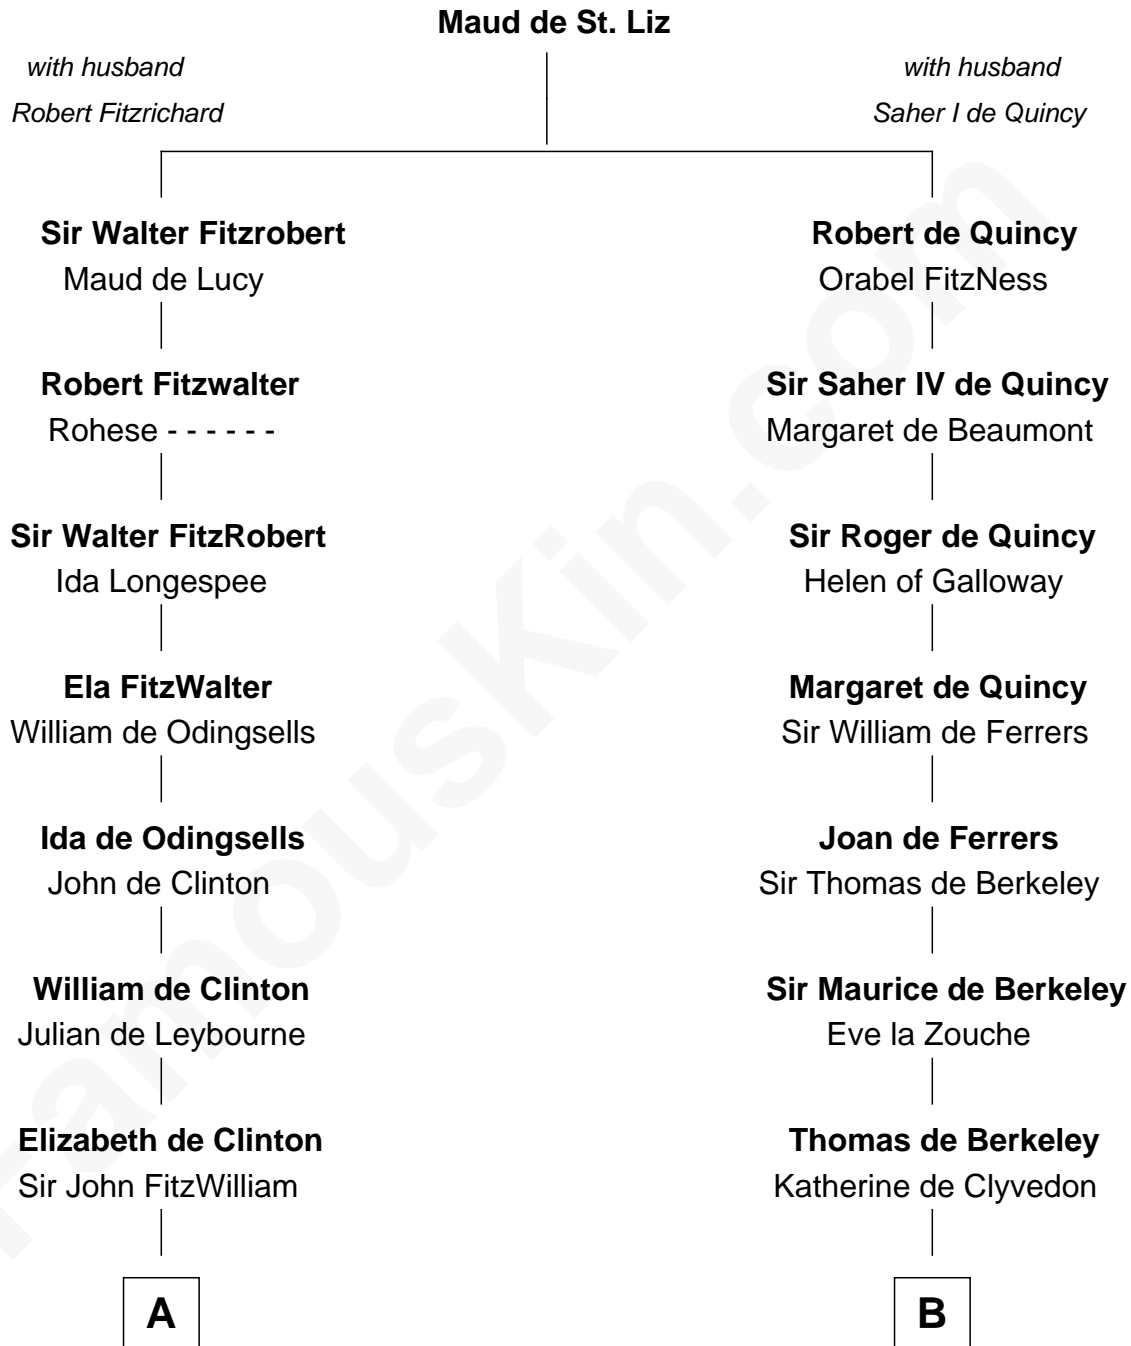 Maud de St. Liz
with husband
Robert Fitzrichard
with husband
Saher I de Quincy
Sir Walter Fitzrobert
Maud de Lucy
Robert Fitzwalter
Rohese - - - - - -
Sir Walter FitzRobert
Ida Longespee
Ela FitzWalter
William de Odingsells
Ida de Odingsells
John de Clinton
William de Clinton
Julian de Leybourne
Elizabeth de Clinton
Sir John FitzWilliam
A
Robert de Quincy
Orabel FitzNess
Sir Saher IV de Quincy
Margaret de Beaumont
Sir Roger de Quincy
Helen of Galloway
Margaret de Quincy
Sir William de Ferrers
Joan de Ferrers
Sir Thomas de Berkeley
Sir Maurice de Berkeley
Eve la Zouche
Thomas de Berkeley
Katherine de Clyvedon
B
FamousKin.com